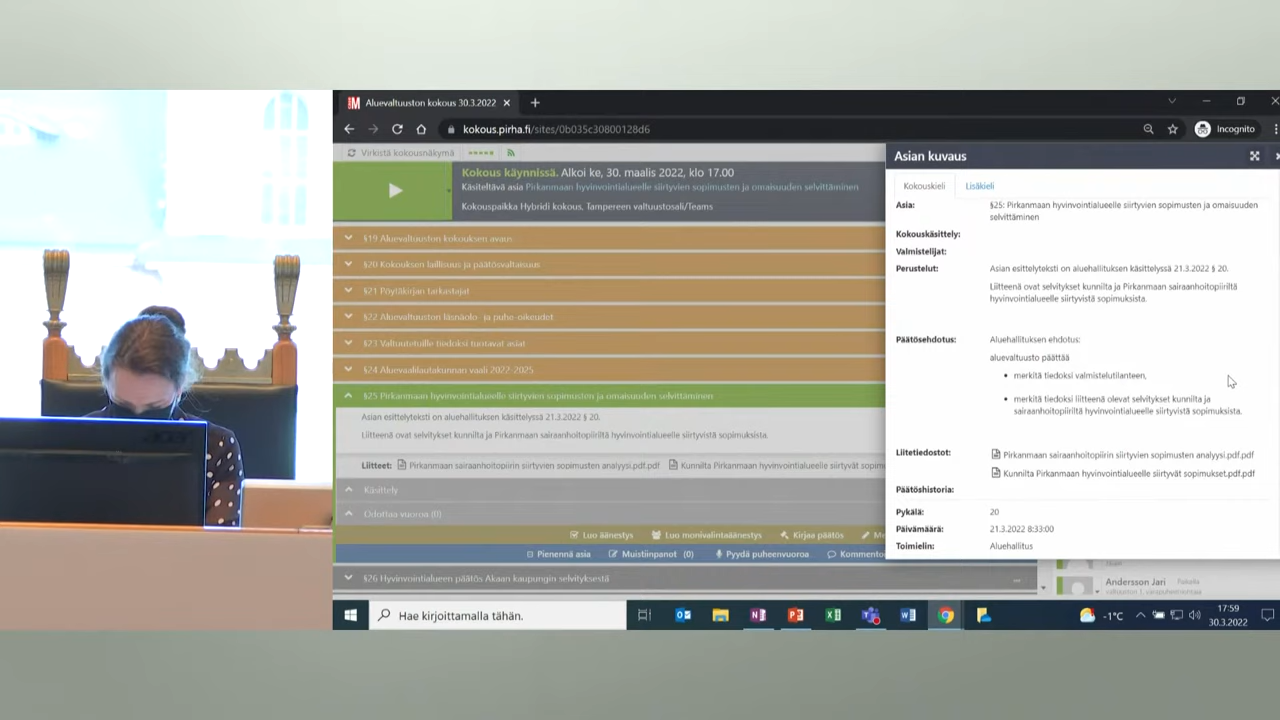 Aluevaltuuston kokous 30.3.2022
kokous.pirha.fi/sites/0b035c30800128d6
Incognito
Virkistä kokousnäkymä
Kokous käynnissä. Alkoi ke, 30. maalis 2022, klo 17.00
Käsiteltävä asia Pirkanmaan hyvinvointialueelle siirtyvien sopimusten ja omaisuuden selvittäminen
Kokouspaikka Hybridi kokous. Tampereen valtuustosali/Teams
§19 Aluevaltuuston kokouksen avaus
§20 Kokouksen laillisuus ja päätösvaltaisuus
§21 Pöytäkirjan tarkastajat
§22 Aluevaltuuston läsnäolo- ja puhe-oikeudet
§23 Valtuutetuille tiedoksi tuotavat asiat
§24 Aluevaalilautakunnan vaali 2022-2025
§25 Pirkanmaan hyvinvointialueelle siirtyvien sopimusten ja omaisuuden selvittäminen
Asian esittelyteksti on aluehallituksen käsittelyssä 21.3.2022 § 20.
Liitteenä ovat selvitykset kunnilta ja Pirkanmaan sairaanhoitopiiriltä hyvinvointialueelle siirtyvistä sopimuksista.
Liitteet: Pirkanmaan sairaanhoitopiirin siirtyvien sopimusten analyysi.pdf.pdf Kunnilta Pirkanmaan hyvinvointialueelle siirtyvät sopim
Käsittely
Odottaa vuoroa (0)
Luo äänestys Luo monivalintaäänestys Kirjaa päätös
Pienennä asia Muistiinpanot (0) Pyydä puheenvuoroa Kommento
§26 Hyvinvointialueen päätös Akaan kaupungin selvityksestä
Asian kuvaus
Kokouskieli Lisäkieli
Asia: §25: Pirkanmaan hyvinvointialueelle siirtyvien sopimusten ja omaisuuden
selvittäminen
Kokouskäsittely:
Valmistelijat:
Perustelut: Asian esittelyteksti on aluehallituksen käsittelyssä 21.3.2022 § 20.
Liitteenä ovat selvitykset kunnilta ja Pirkanmaan sairaanhoitopiiriltä
hyvinvointialueelle siirtyvistä sopimuksista.
Päätösehdotus: Aluehallituksen ehdotus:
aluevaltuusto päättää
• merkitä tiedoksi valmistelutilanteen,
• merkitä tiedoksi liitteenä olevat selvitykset kunnilta ja
sairaanhoitopiiriltä hyvinvointialueelle siirtyvistä sopimuksista.
Liitetiedostot: Pirkanmaan sairaanhoitopiirin siirtyvien sopimusten analyysi.pdf.pdf
Kunnilta Pirkanmaan hyvinvointialueelle siirtyvät sopimukset.pdf.pdf
Päätöshistoria:
Pykälä: 20
Päivämäärä: 21.3.2022 8:33:00
Toimielin: Aluehallitus
Andersson Jari
Hae kirjoittamalla tähän.
-1°C
17:59
30.3.2022